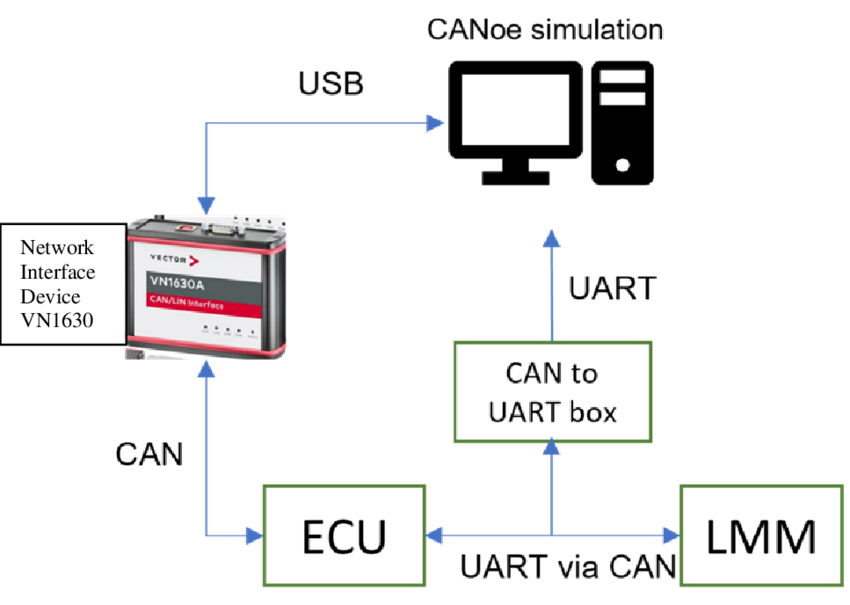 CANoe simulation
USB
Network
Interface
Device
VN1630
VECTOR
VN1630A
CAN/LIN Interface
UART
CAN to
UART box
CAN
ECU
LMM
UART via CAN